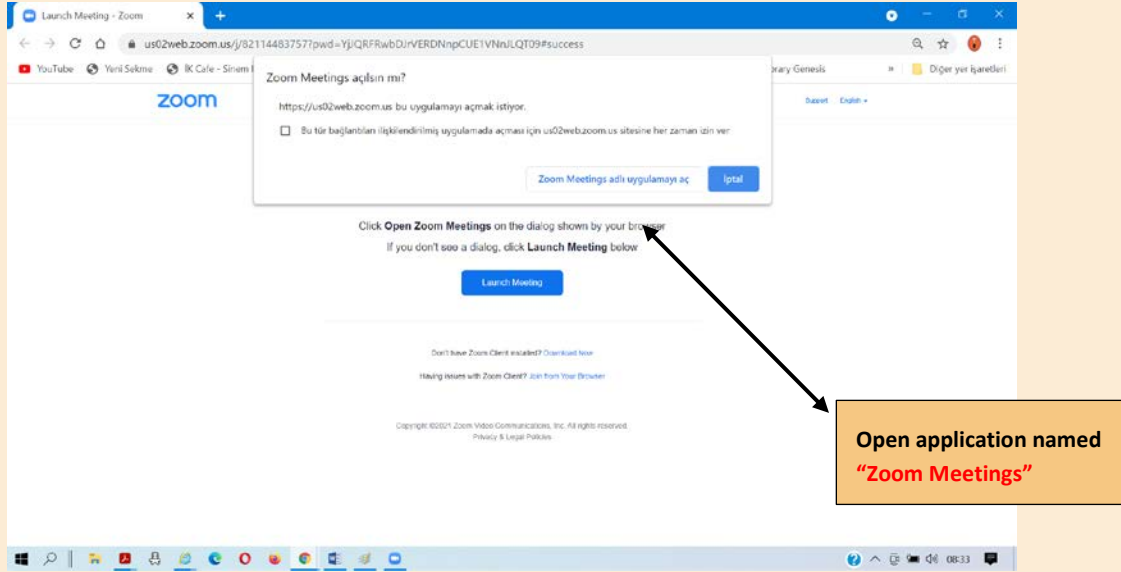 Launch Meeting - Zoom
us02web.zoom.us/j/82114483757?pwd=
YouTube Yeni Sekme İK Cafe - Sinem brary Genesis » Diğer yer işaretleri
Zoom Meetings açılsın mı?
zoom
https://us02web.zoom.us bu uygulamayı açmak istiyor.
Support English
Bu tür bağlantıları ilişkilendirilmiş uygulamada açması için us02web.zoom.us sitesine her zaman izin ver
Zoom Meetings adlı uygulamayı aç İptal
Click Open Zoom Meetings on the dialog shown by your browser
If you don't see a dialog, click Launch Meeting below
Launch Meeting
Don't have Zoom Client installed? Download Now
Having issues with Zoom Client? Join from Your Browser
Copyright ©2021 Zoom Video Communications, Inc. All rights reserved.
Privacy & Legal Policies
Open application named
“Zoom Meetings”
08:33